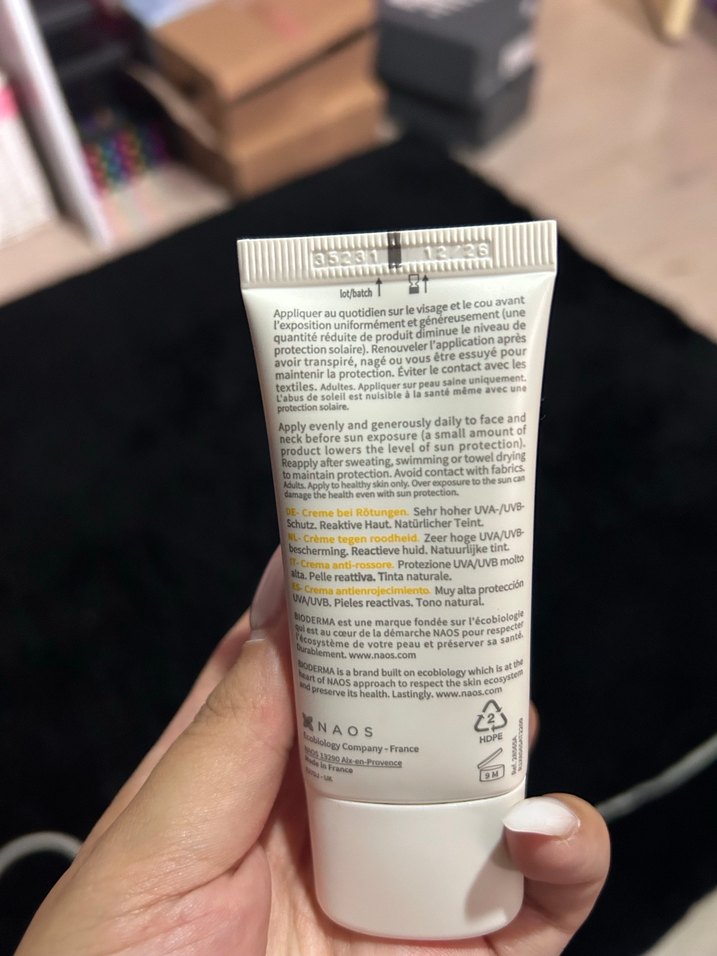 35231 12/26
lot/batch
Appliquer au quotidien sur le visage et le cou avant
l'exposition uniformément et généreusement (une
quantité réduite de produit diminue le niveau de
protection solaire). Renouveler l'application après
avoir transpiré, nagé ou vous être essuyé pour
maintenir la protection. Éviter le contact avec les
textiles. Adultes. Appliquer sur peau saine uniquement.
L'abus de soleil est nuisible à la santé même avec une
protection solaire.
Apply evenly and generously daily to face and
neck before sun exposure (a small amount of
product lowers the level of sun protection).
Reapply after sweating, swimming or towel drying
to maintain protection. Avoid contact with fabrics.
Adults. Apply to healthy skin only. Over exposure to the sun can
damage the health even with sun protection.
DE- Creme bei Rötungen. Sehr hoher UVA-/UVB-
Schutz. Reaktive Haut. Natürlicher Teint.
NL- Crème tegen roodheid. Zeer hoge UVA/UVB-
bescherming. Reactieve huid. Natuurlijke tint.
IT- Crema anti-rossore. Protezione UVA/UVB molto
alta. Pelle reattiva. Tinta naturale.
ES- Crema antienrojecimiento. Muy alta protección
UVA/UVB. Pieles reactivas. Tono natural.
BIODERMA est une marque fondée sur l'écobiologie
qui est au cœur de la démarche NAOS pour respecter
l'écosystème de votre peau et préserver sa santé.
Durablement. www.naos.com
BIODERMA is a brand built on ecobiology which is at the
heart of NAOS approach to respect the skin ecosystem
and preserve its health. Lastingly. www.naos.com
NAOS
Ecobiology Company - France
NAOS 13290 Aix-en-Provence
Made in France
2
HDPE
9 M